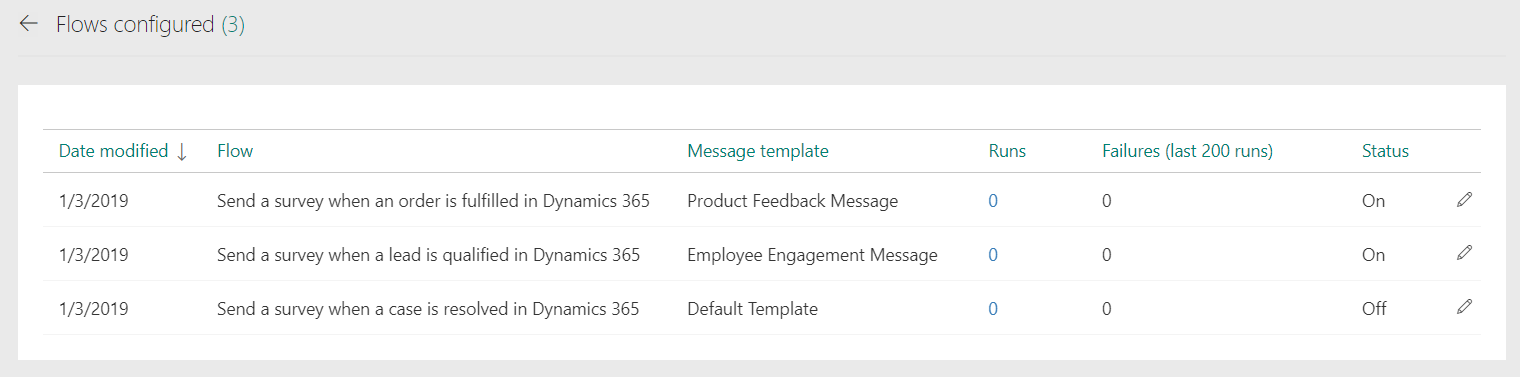 Flows configured (3)
Date modified Flow Message template Runs Failures (last 200 runs) Status
1/3/2019 Send a survey when an order is fulfilled in Dynamics 365 Product Feedback Message 0 0 On
1/3/2019 Send a survey when a lead is qualified in Dynamics 365 Employee Engagement Message 0 0 On
1/3/2019 Send a survey when a case is resolved in Dynamics 365 Default Template 0 0 Off